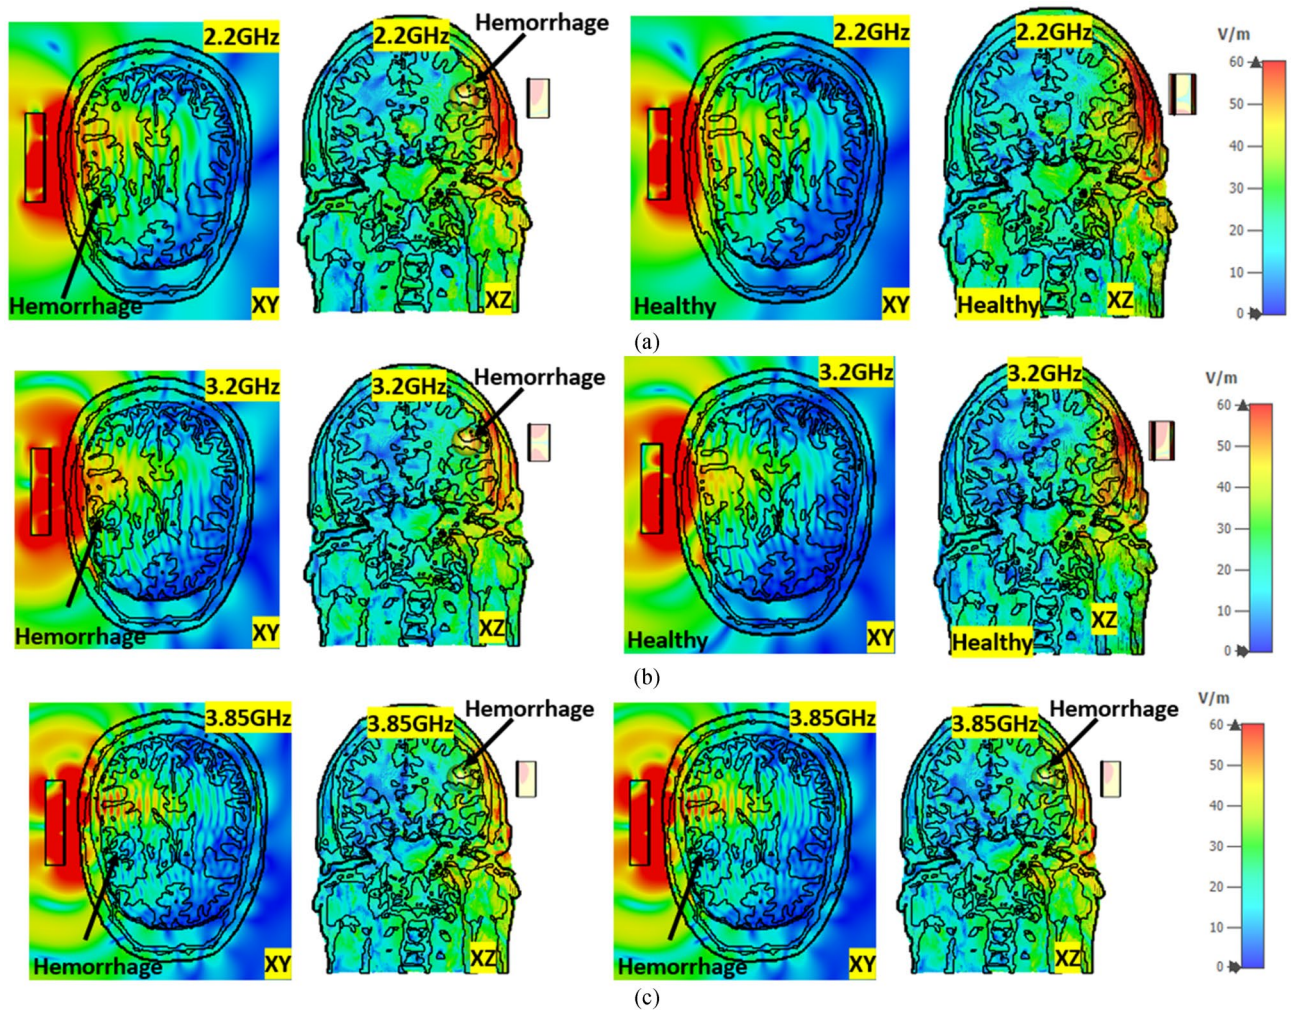 2.2GHz
Hemorrhage
XY
2.2GHz
Hemorrhage
XZ
2.2GHz
Healthy
XY
2.2GHz
Healthy
XZ
V/m
60
50
40
30
20
10
0
(a)
3.2GHz
Hemorrhage
XY
3.2GHz
Hemorrhage
XZ
3.2GHz
Healthy
XY
3.2GHz
Healthy
XZ
V/m
60
50
40
30
20
10
0
(b)
3.85GHz
Hemorrhage
XY
3.85GHz
Hemorrhage
XZ
3.85GHz
Hemorrhage
XY
3.85GHz
Hemorrhage
XZ
V/m
60
50
40
30
20
10
0
(c)